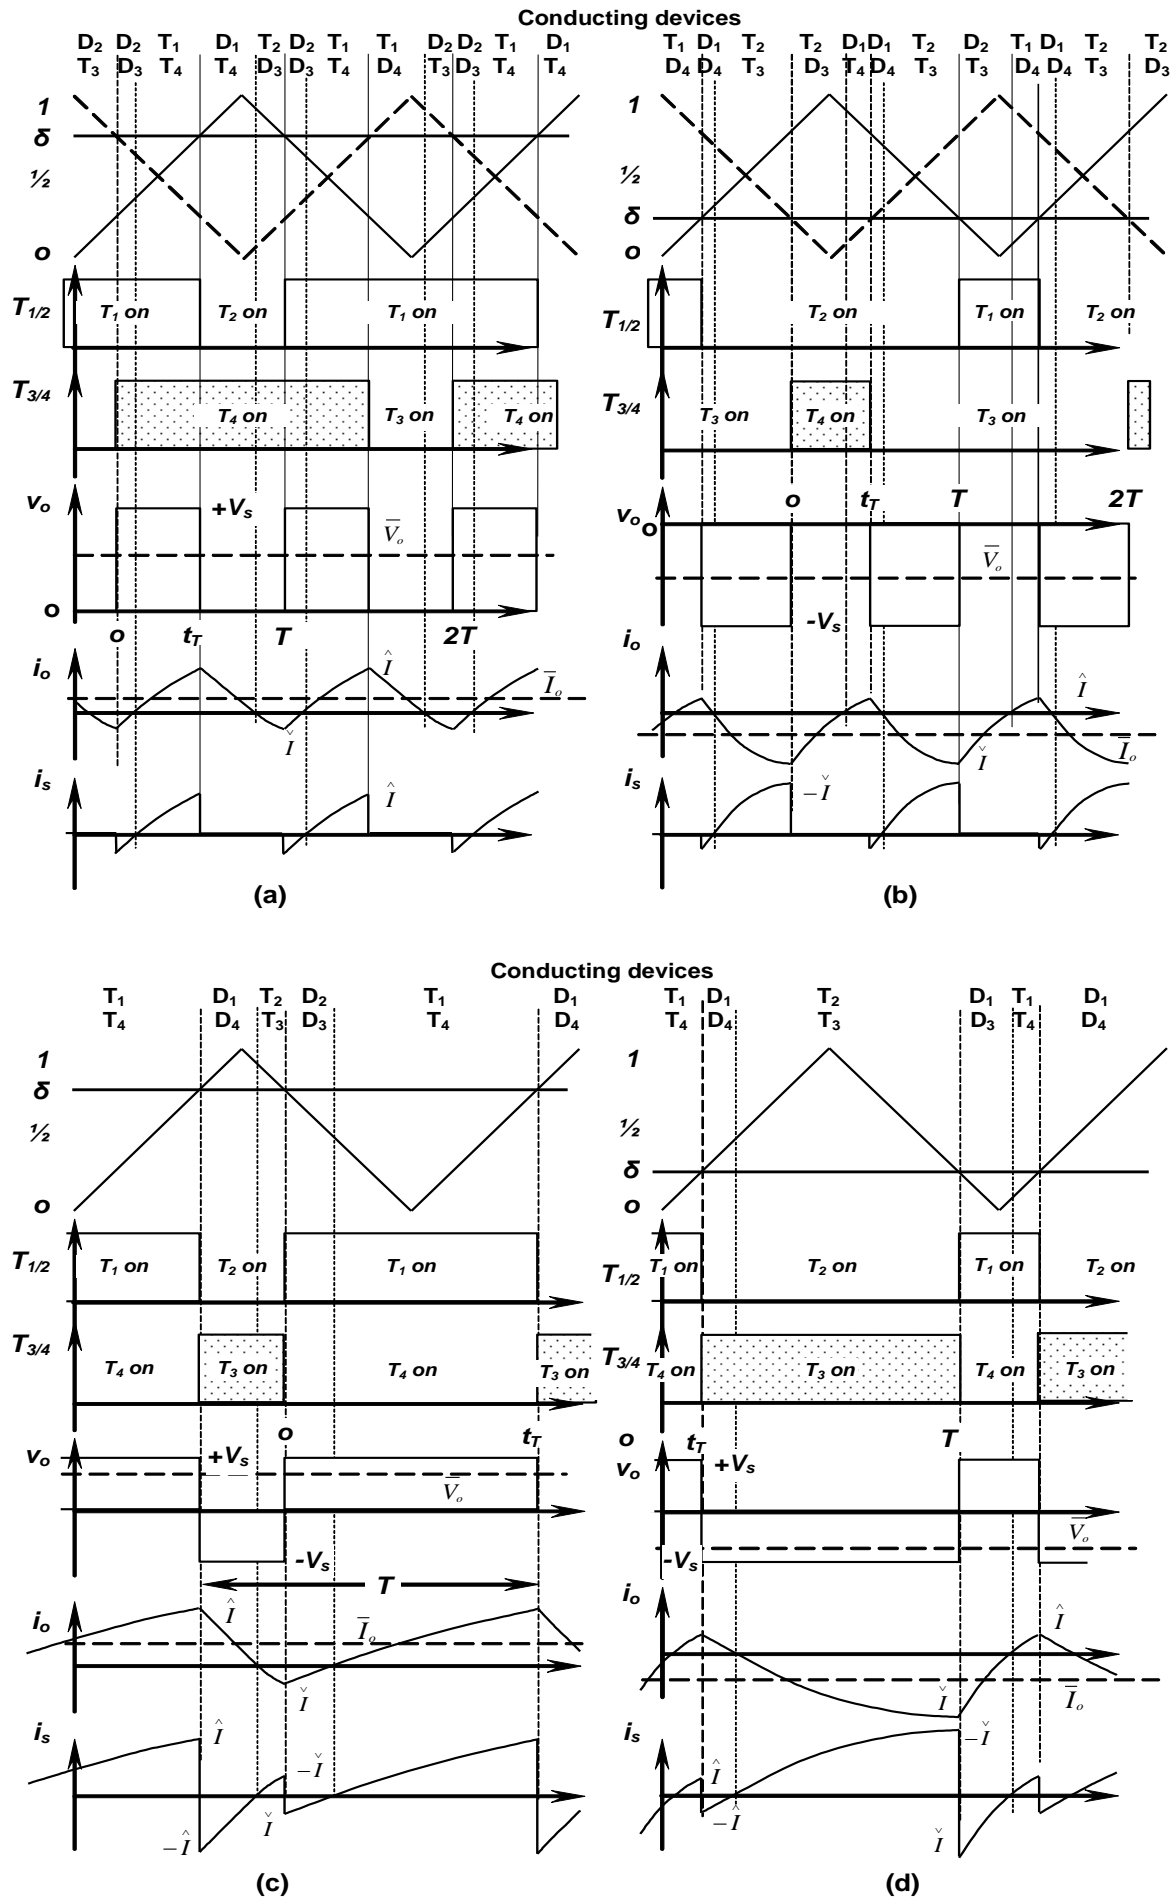 Conducting devices
D2 D2 T1 D1 T2 D2 T1 T1 D2 D2 T1 D1
T3 D3 T4 T4 D3 D3 T4 D4 T3 D3 T4 T4
1
δ
½
o
T1/2 T1 on T2 on T1 on
T3/4 T4 on T3 on T4 on
vo +Vs V̄o
o
o tT T 2T
io Î Īo
Ǐ
is Î
(a)
T1 D1 T2 T2 D1 D1 T2 D2 T1 D1 T2 T2
D4 D4 T3 D3 T4 D4 T3 T3 D4 D4 T3 D3
1
½
δ
o
T1/2 T2 on T1 on T2 on
T3/4 T3 on T4 on T3 on
o tT T 2T
vo o V̄o
-Vs
io Î
Ǐ Īo
is -Ǐ
(b)
Conducting devices
T1 D1 T2 D2 T1 D1
T4 D4 T3 D3 T4 D4
1
δ
½
o
T1/2 T1 on T2 on T1 on
T3/4 T4 on T3 on T4 on T3 on
o tT
vo +Vs V̄o
-Vs
T
io Î Īo
Ǐ
is Î
-Ǐ
-Î Ǐ
(c)
T1 D1 T2 D1 T1 D1
T4 D4 T3 D3 T4 D4
1
½
δ
o
T1/2 T1 on T2 on T1 on T2 on
T3/4 T4 on T3 on T4 on T3 on
o tT T
vo +Vs
V̄o
-Vs
io Î
Ǐ Īo
-Ǐ
is Î
-Î Ǐ
(d)